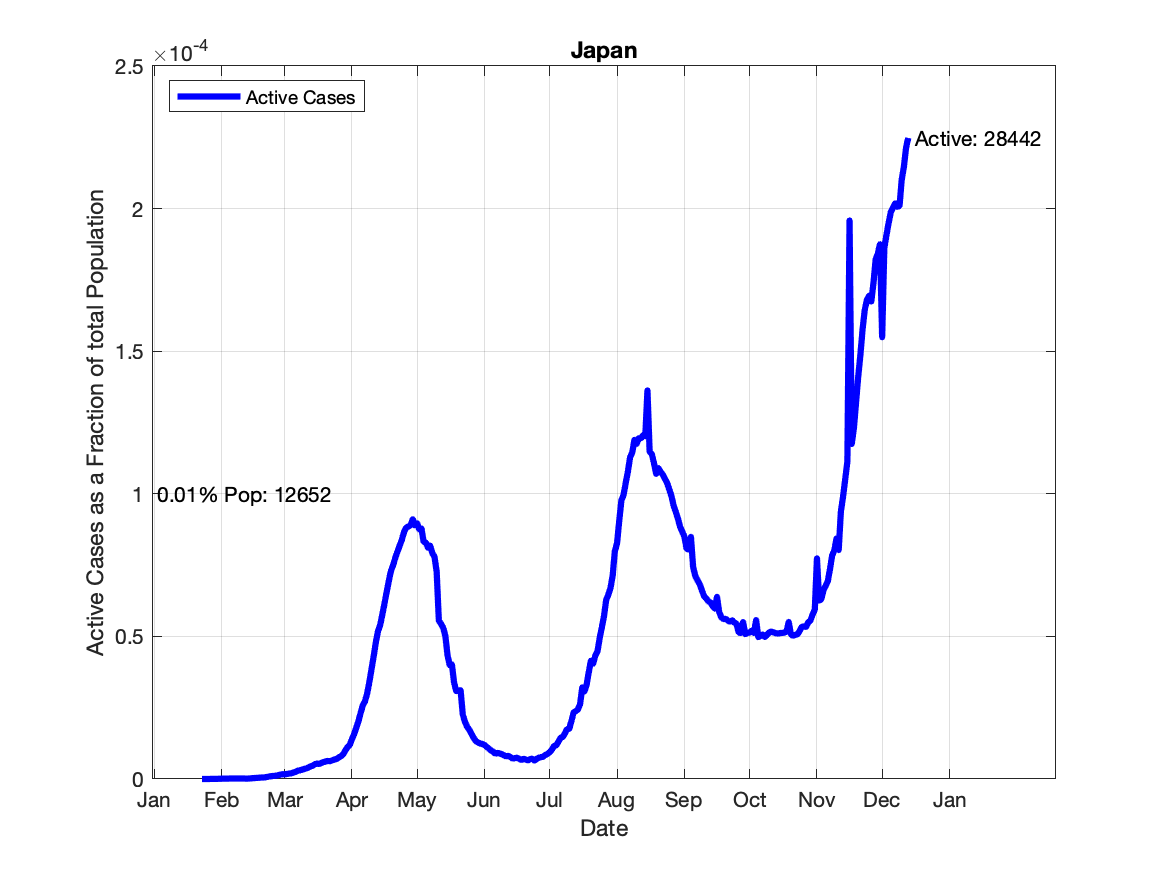 Japan
×10-4
2.5
2
1.5
1
0.5
0
Active Cases
Active: 28442
0.01% Pop: 12652
Active Cases as a Fraction of total Population
Jan Feb Mar Apr May Jun Jul Aug Sep Oct Nov Dec Jan
Date